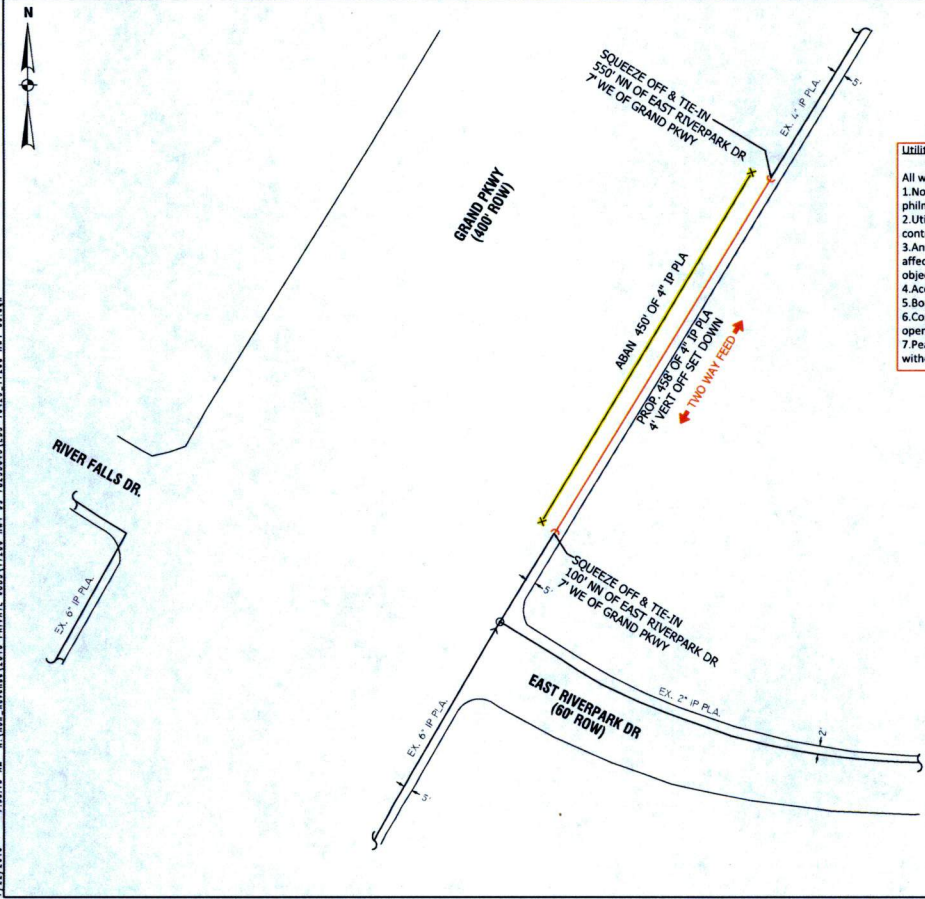 N
SQUEEZE OFF & TIE-IN
550' NN OF EAST RIVERPARK DR
7' WE OF GRAND PKWY
EX. 4" IP PLA.
5'
GRAND PKWY
(400' ROW)
Utilit
All w
1.No
philn
2.Uti
cont
3.An
affec
obje
4.Ac
5.Bo
6.Co
oper
7.Pe
with
ABAN 450' OF 4" IP PLA
PROP. 458' OF 4" IP PLA
4' VERT OFF SET DOWN
TWO WAY FEED
RIVER FALLS DR.
EX. 6" IP PLA.
SQUEEZE OFF & TIE-IN
100' NN OF EAST RIVERPARK DR
7' WE OF GRAND PKWY
5'
EX. 2" IP PLA.
EAST RIVERPARK DR
(60' ROW)
2'
EX. 6" IP PLA.
5'